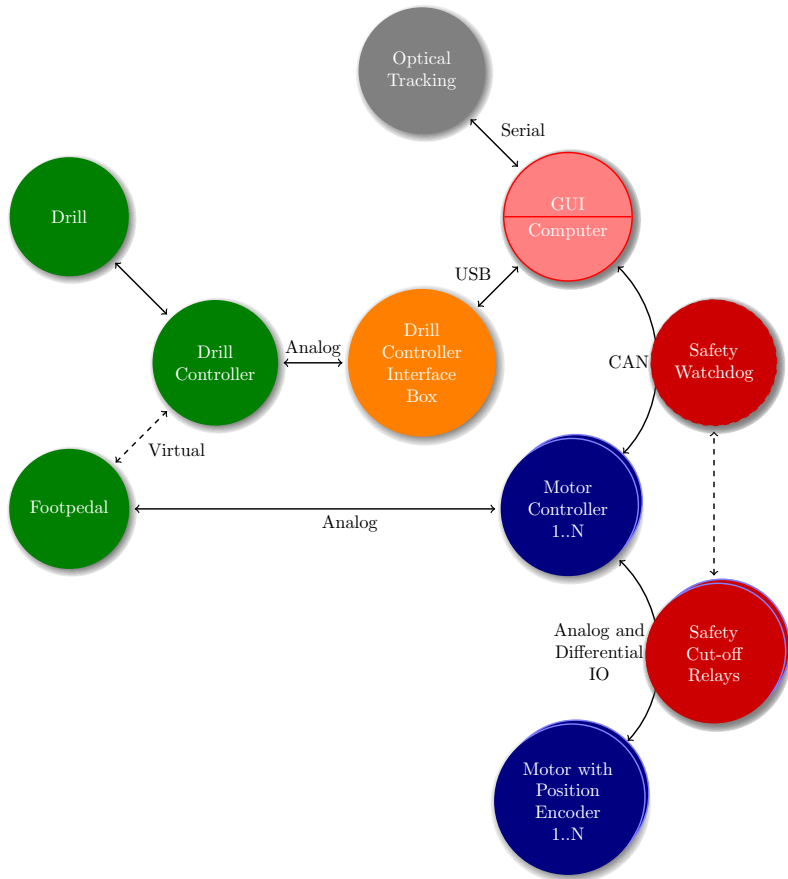 Optical
Tracking
Serial
GUI
Computer
Drill
USB
Drill
Controller
Analog
Drill
Controller
Interface
Box
CAN
Safety
Watchdog
Virtual
Footpedal
Analog
Motor
Controller
1..N
Analog and
Differential
IO
Safety
Cut-off
Relays
Motor with
Position
Encoder
1..N